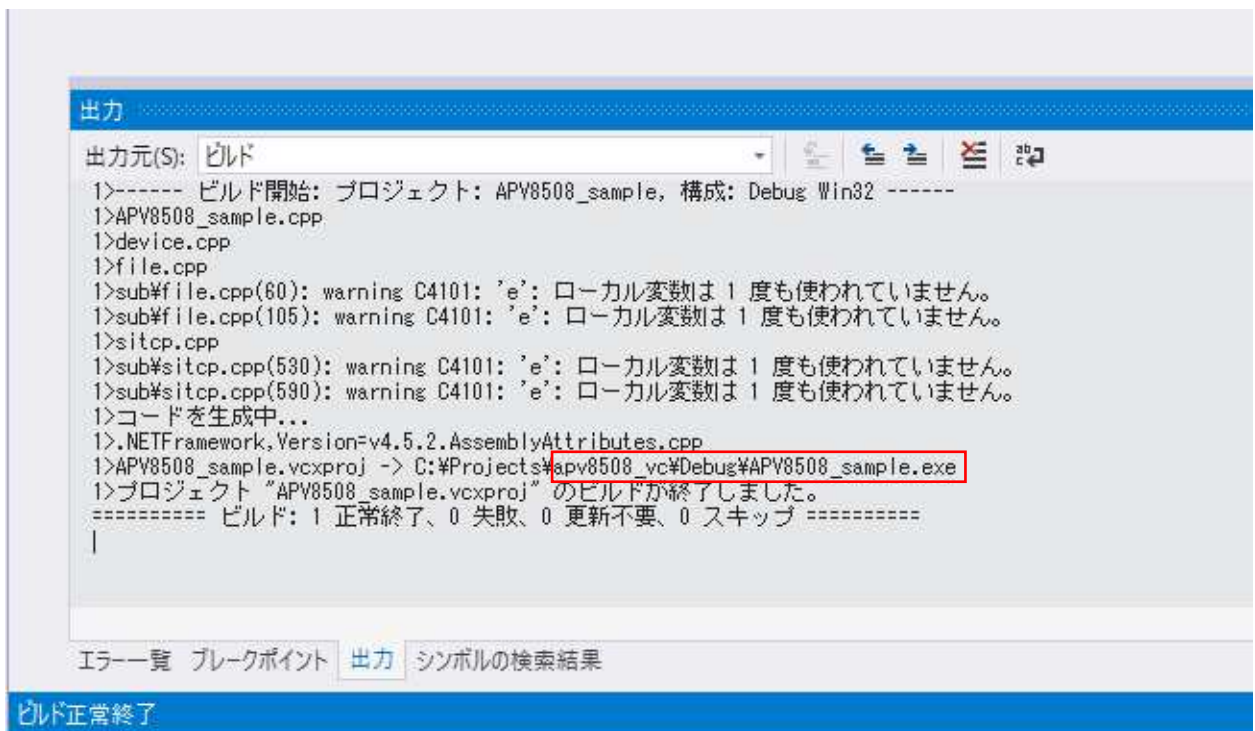 出力
出力元(S): ビルド
1>------ ビルド開始: プロジェクト: APV8508_sample, 構成: Debug Win32 ------
1>APV8508_sample.cpp
1>device.cpp
1>file.cpp
1>sub¥file.cpp(60): warning C4101: 'e': ローカル変数は 1 度も使われていません。
1>sub¥file.cpp(105): warning C4101: 'e': ローカル変数は 1 度も使われていません。
1>sitcp.cpp
1>sub¥sitcp.cpp(530): warning C4101: 'e': ローカル変数は 1 度も使われていません。
1>sub¥sitcp.cpp(590): warning C4101: 'e': ローカル変数は 1 度も使われていません。
1>コードを生成中...
1>.NETFramework,Version=v4.5.2.AssemblyAttributes.cpp
1>APV8508_sample.vcxproj -> C:¥Projects¥apv8508_vc¥Debug¥APV8508_sample.exe
1>プロジェクト "APV8508_sample.vcxproj" のビルドが終了しました。
========== ビルド: 1 正常終了、0 失敗、0 更新不要、0 スキップ ==========
エラー一覧 ブレークポイント 出力 シンボルの検索結果
ビルド正常終了